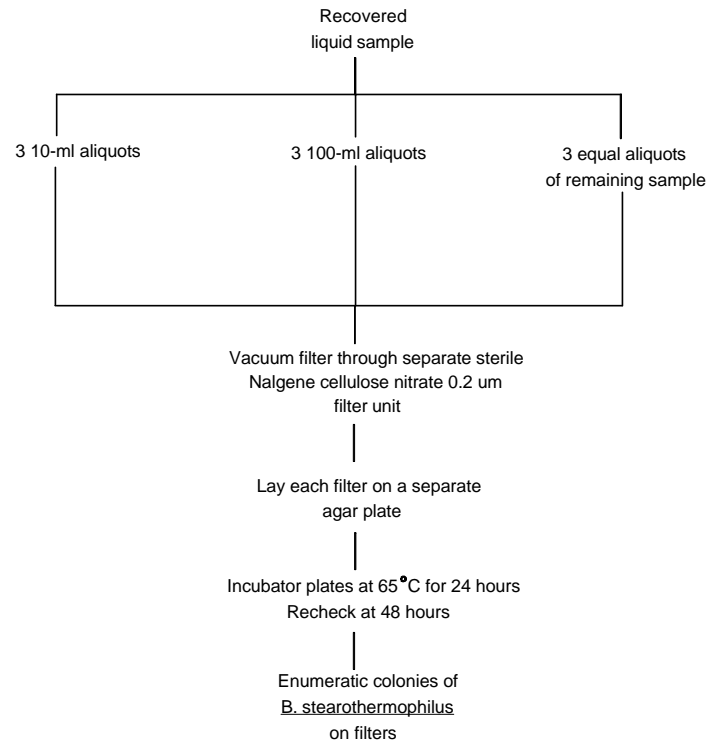 Recovered
liquid sample
3 10-ml aliquots
3 100-ml aliquots
3 equal aliquots
of remaining sample
Vacuum filter through separate sterile
Nalgene cellulose nitrate 0.2 um
filter unit
Lay each filter on a separate
agar plate
Incubator plates at 65°C for 24 hours
Recheck at 48 hours
Enumeratic colonies of
B. stearothermophilus
on filters